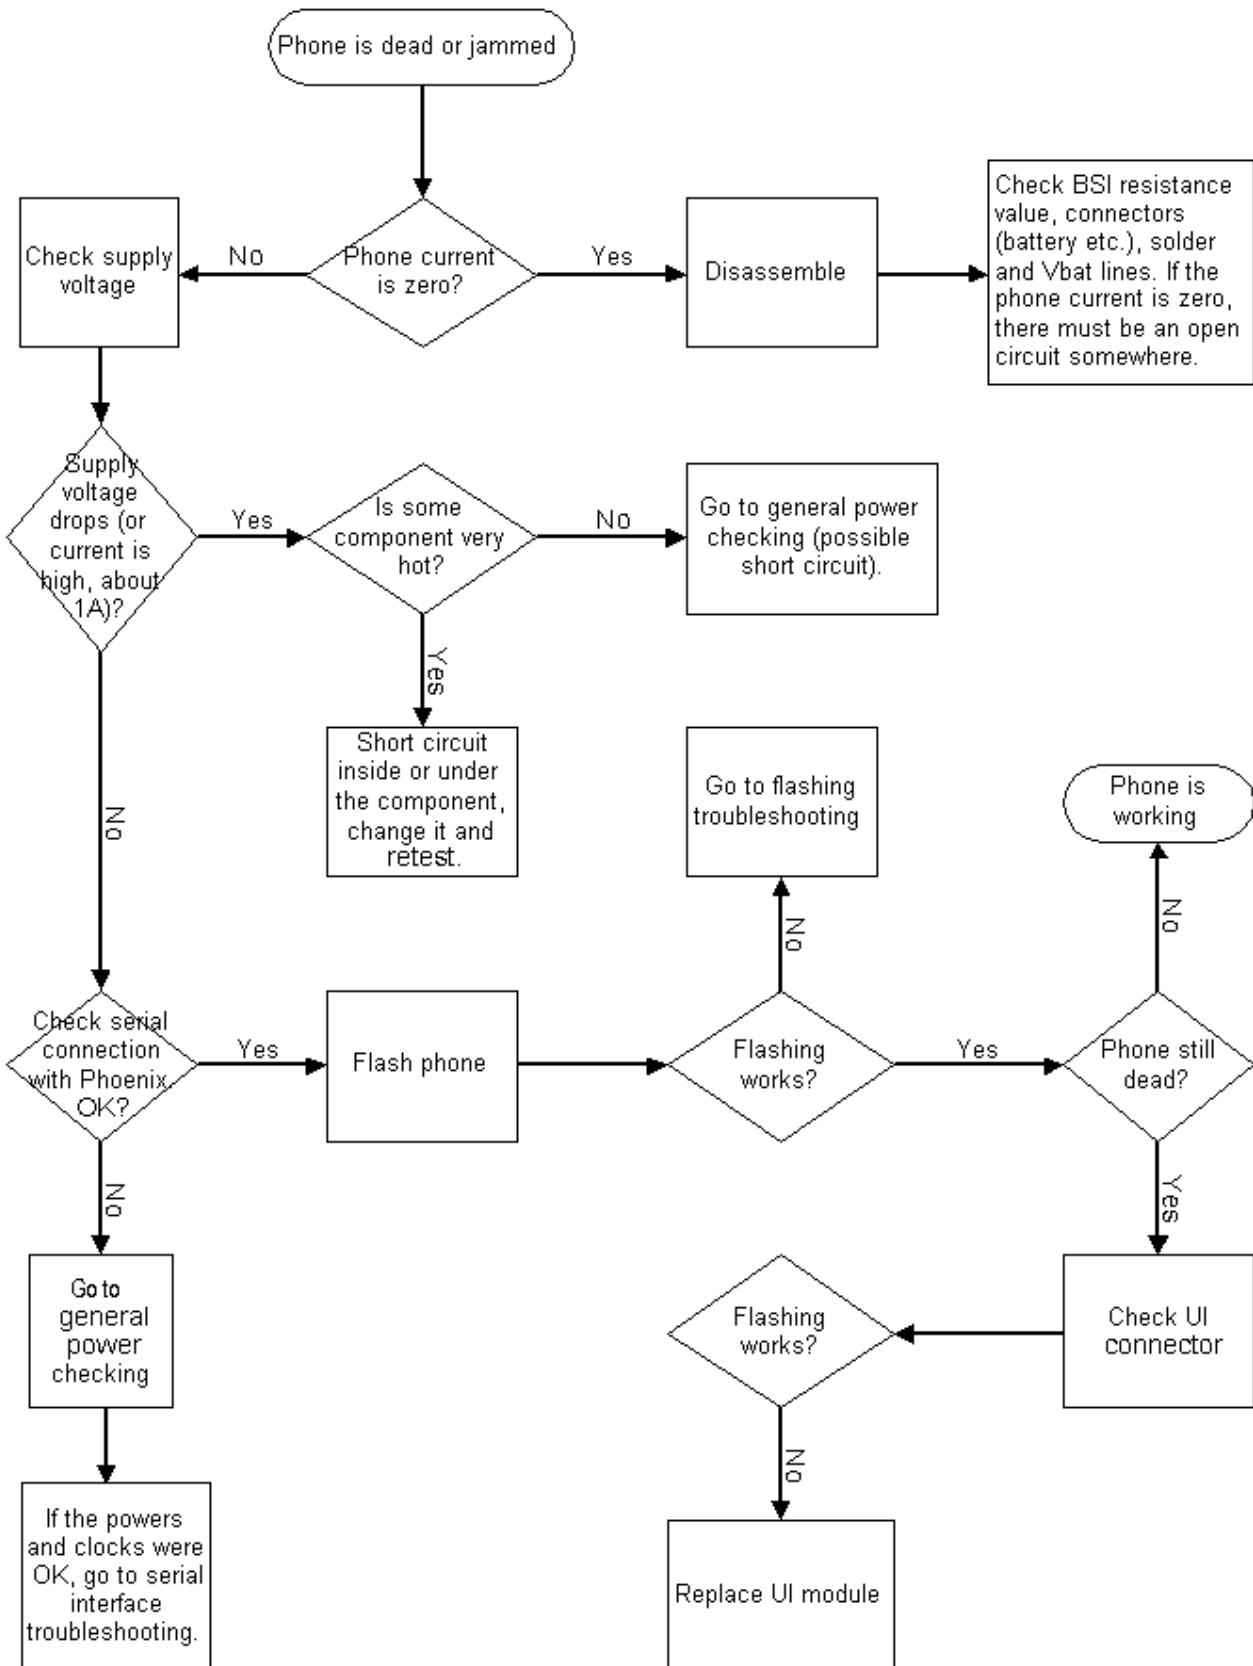 Phone is dead or jammed
Check supply
voltage
No
Phone current
is zero?
Yes
Disassemble
Check BSI resistance
value, connectors
(battery etc.), solder
and Vbat lines. If the
phone current is zero,
there must be an open
circuit somewhere.
Supply
voltage
drops (or
current is
high, about
1A)?
Yes
Is some
component very
hot?
No
Go to general power
checking (possible
short circuit).
Yes
Short circuit
inside or under
the component,
change it and
retest.
No
Go to flashing
troubleshooting
Phone is
working
No
No
Check serial
connection
with Phoenix,
OK?
Yes
Flash phone
Flashing
works?
Yes
Phone still
dead?
No
Yes
Go to
general
power
checking
Flashing
works?
Check UI
connector
No
If the powers
and clocks were
OK, go to serial
interface
troubleshooting.
Replace UI module